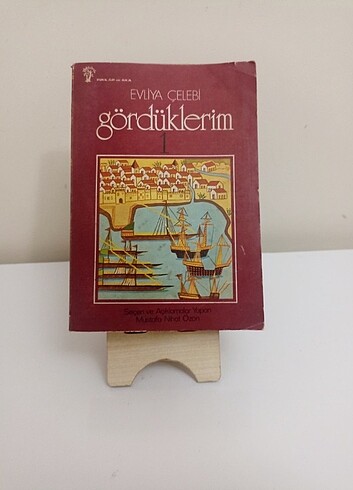 EVLİYA ÇELEBİ
gördüklerim
1
Seçen ve Açıklamalar Yapan
Mustafa Nihat Özön